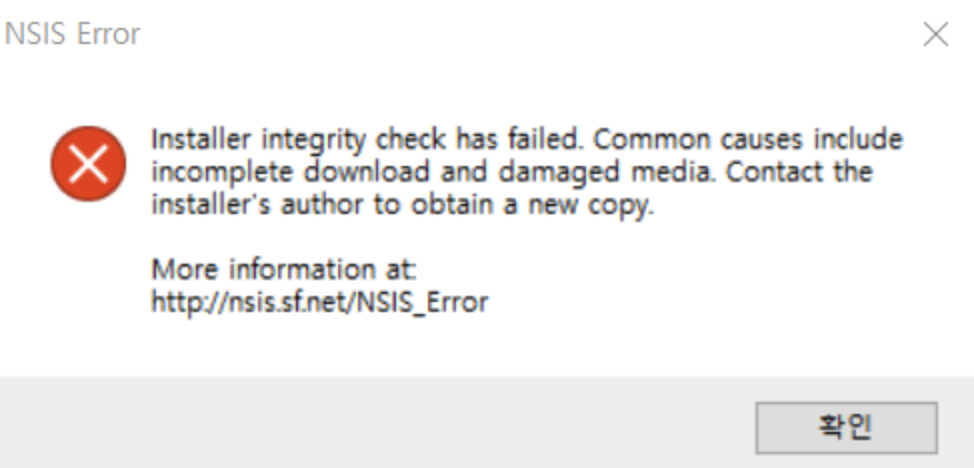 NSIS Error
Installer integrity check has failed. Common causes include
incomplete download and damaged media. Contact the
installer's author to obtain a new copy.
More information at:
http://nsis.sf.net/NSIS_Error
확인